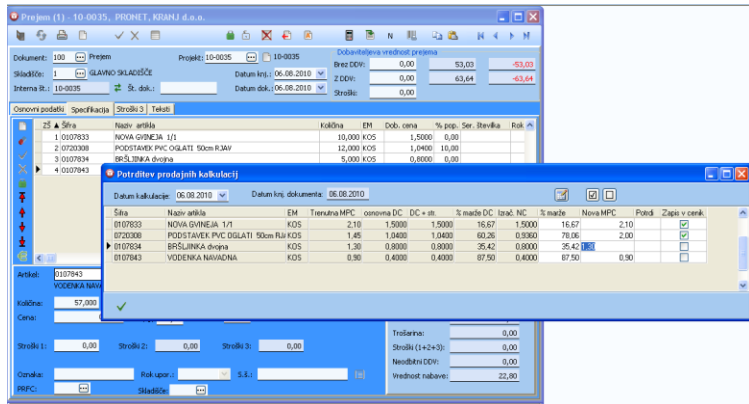 Prejem (1) - 10-0035, PRONET, KRANJ d.o.o.
Dokument: 100 Prejem Projekt: 10-0035 10-0035
Skladišče: 1 GLAVNO SKLADIŠČE Datum knj.: 06.08.2010
Interna št.: 10-0035 Št. dok.: Datum dok.: 06.08.2010
Dobaviteljeva vrednost prejema
Brez DDV: 0,00 53,03 -53,03
Z DDV: 0,00 63,64 -63,64
Stroški: 0,00
Osnovni podatki Specifikacija Stroški 3 Teksti
ZŠ Šifra Naziv artikla Količina EM Dob. cena % pop. Ser. številka Rok
1 0107833 NOVA GVINEJA 1/1 10,000 KOS 1,5000 0,00
2 0720308 PODSTAVEK PVC OGLATI 50cm RJAV 12,000 KOS 1,0400 10,00
3 0107834 BRŠLJINKA dvojna 5,000 KOS 0,8000 0,00
4 0107843
Potrditev prodajnih kalkulacij
Datum kalkulacije: 06.08.2010 Datum knj. dokumenta: 06.08.2010
Šifra Naziv artikla EM Trenutna MPC osnovna DC DC + str. % marže DC Izrač. NC % marže Nova MPC Potrdi Zapis v cenik
0107833 NOVA GVINEJA 1/1 KOS 2,10 1,5000 1,5000 16,67 1,5000 16,67 2,10
0720308 PODSTAVEK PVC OGLATI 50cm RJA KOS 1,45 1,0400 1,0400 60,26 0,9360 78,06 2,00
0107834 BRŠLJINKA dvojna KOS 1,30 0,8000 0,8000 35,42 0,8000 35,42 1,30
0107843 VODENKA NAVADNA KOS 0,90 0,4000 0,4000 87,50 0,4000 87,50 0,90
Artikel: 0107843
VODENKA NAVA
Količina: 57,000
Cena:
Stroški 1: 0,00 Stroški 2: 0,00 Stroški 3: 0,00
Oznaka: Rok upor.: S.š.:
PRFC: Skladišče:
Trošarina: 0,00
Stroški (1+2+3): 0,00
Neodbitni DDV: 0,00
Vrednost nabave: 22,80